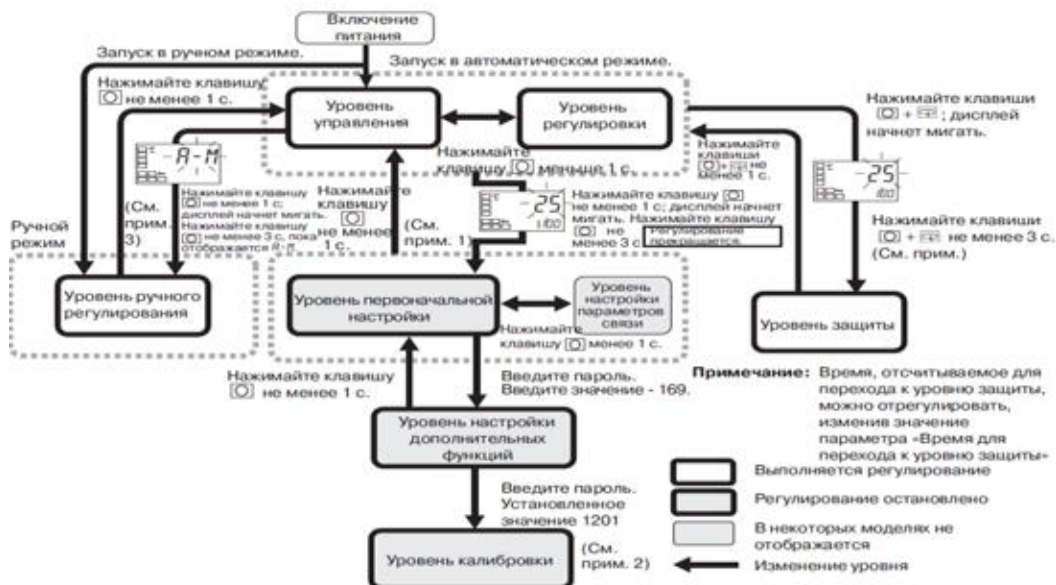 Включение
питания
Запуск в ручном режиме.
Запуск в автоматическом режиме.
Нажимайте клавишу
не менее 1 с.
Уровень
управления
Уровень
регулировки
Нажимайте клавиши
+ ; дисплей
начнет мигать.
Нажимайте
клавишу меньше 1 с.
Нажимайте
клавиши
+ не
менее 1 с.
A-M
Нажимайте клавишу
не менее 1 с;
дисплей начнет мигать.
Нажимайте клавишу
не менее 3 с, пока
отображается A-M
(См.
прим.
3)
Нажимайте
клавишу
не менее
1 с.
(См.
прим. 1)
25
100
Нажимайте клавишу
не менее 1 с; дисплей начнет
мигать. Нажимайте клавишу
не
менее 3 с
Регулирование
прекращается.
25
100
Нажимайте клавиши
+ не менее 3 с.
(См. прим.)
Ручной
режим
Уровень ручного
регулирования
Уровень первоначальной
настройки
Уровень
настройки
параметров
связи
Нажимайте
клавишу менее 1 с.
Уровень защиты
Нажимайте клавишу
не менее 1 с.
Введите пароль.
Введите значение - 169.
Примечание: Время, отсчитываемое для
перехода к уровню защиты,
можно отрегулировать,
изменив значение
параметра «Время для
перехода к уровню защиты»
Уровень настройки
дополнительных
функций
Выполняется регулирование
Регулирование остановлено
В некоторых моделях не
отображается
Изменение уровня
Введите пароль.
Установленное
значение 1201
Уровень калибровки
(См.
прим. 2)